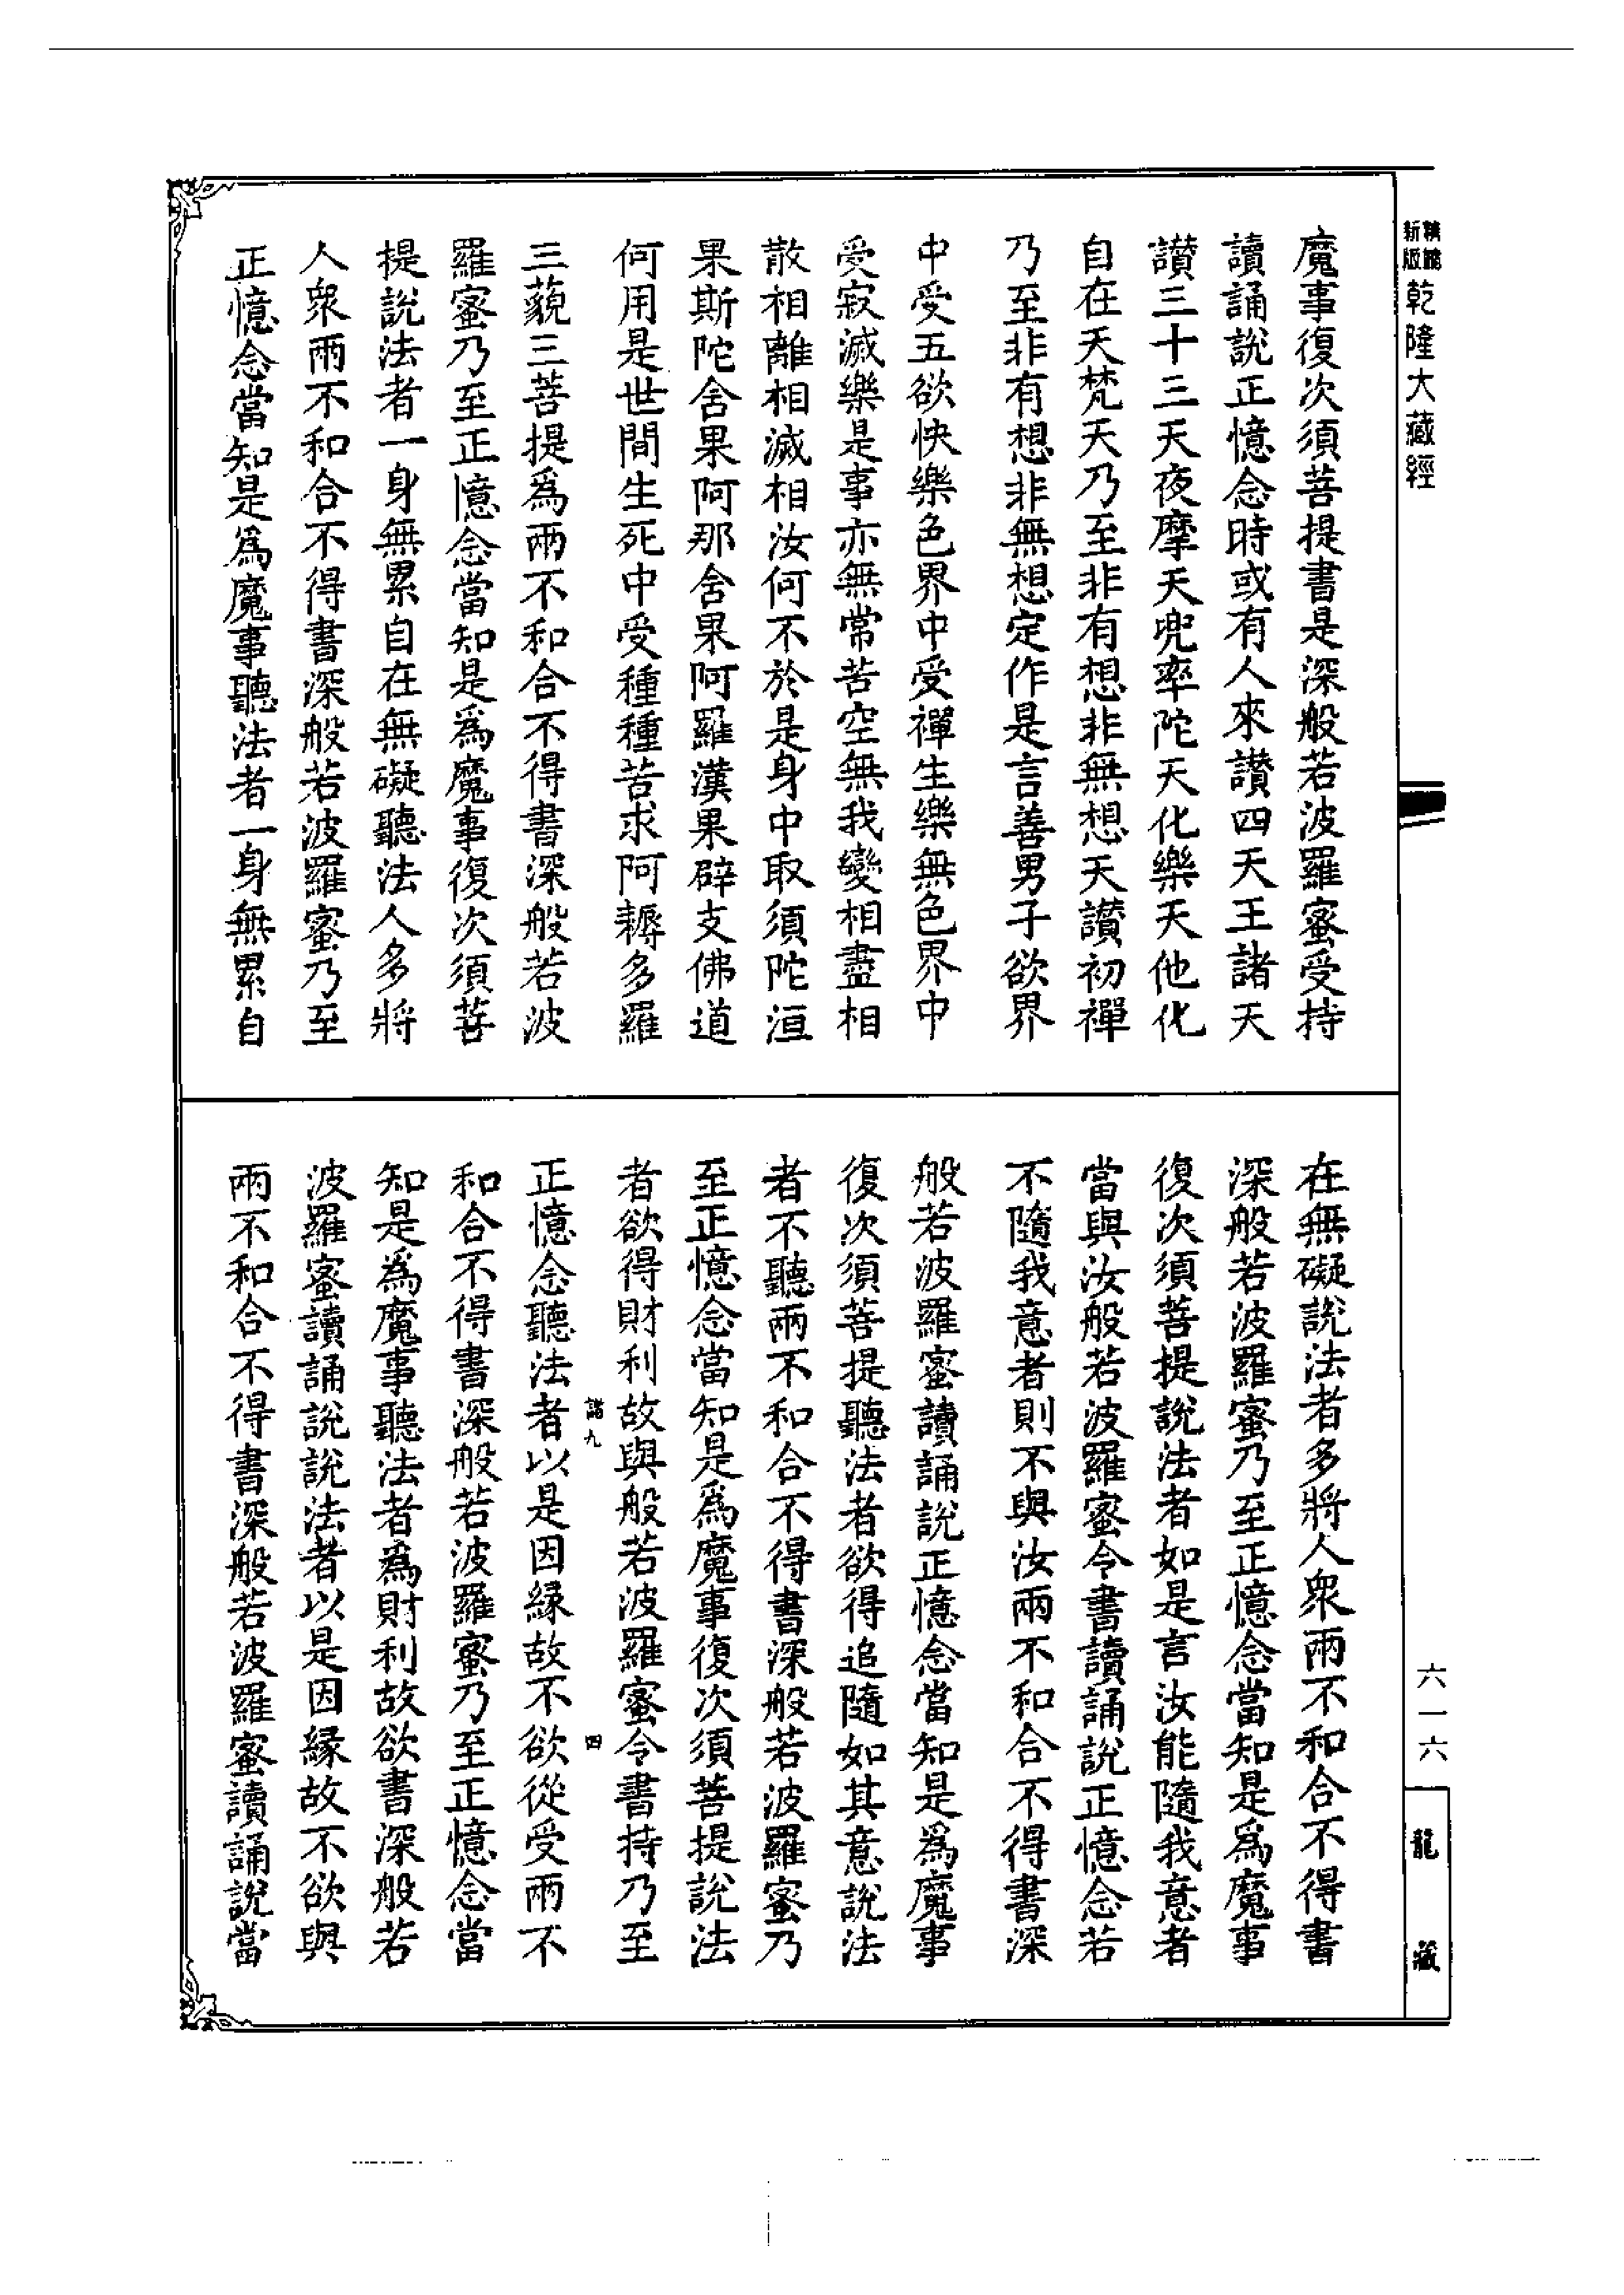 魔事復次須菩提書是深般若波羅蜜受持
讀誦說正憶念時或有人來讚四天王諸天
讚三十三天夜摩天兜率陀天化樂天他化
自在天梵天乃至非有想非無想天讚初禪
乃至非有想非無想定作是言善男子欲界
中受五欲快樂色界中受禪生樂無色界中
受寂滅樂是事亦無常苦空無我變相盡相
散相離相滅相汝何不於是身中取須陀洹
果斯陀舍果阿那舍果阿羅漢果辟支佛道
何用是世間生死中受種種苦求阿耨多羅
三藐三菩提為兩不和合不得書深般若波
羅蜜乃至正憶念當知是為魔事復次須菩
提說法者一身無累自在無礙聽法人多將
人衆兩不和合不得書深般若波羅蜜乃至
正憶念當知是為魔事聽法者一身無累自
在無礙說法者多將人衆兩不和合不得書
深般若波羅蜜乃至正憶念當知是為魔事
復次須菩提說法者如是言汝能隨我意者
當與汝般若波羅蜜令書讀誦說正憶念若
不隨我意者則不與汝兩不和合不得書深
般若波羅蜜讀誦說正憶念當知是為魔事
復次須菩提聽法者欲得追隨如其意說法
者不聽兩不和合不得書深般若波羅蜜乃
至正憶念當知是為魔事復次須菩提說法
者欲得財利故與般若波羅蜜令書持乃至
正憶念聽法者以是因緣故不欲從受兩不
和合不得書深般若波羅蜜乃至正憶念當
知是為魔事聽法者為財利故欲書深般若
波羅蜜讀誦說說法者以是因緣故不欲與
兩不和合不得書深般若波羅蜜讀誦說當
新版
乾隆大藏經
六一六
龍藏
九
四